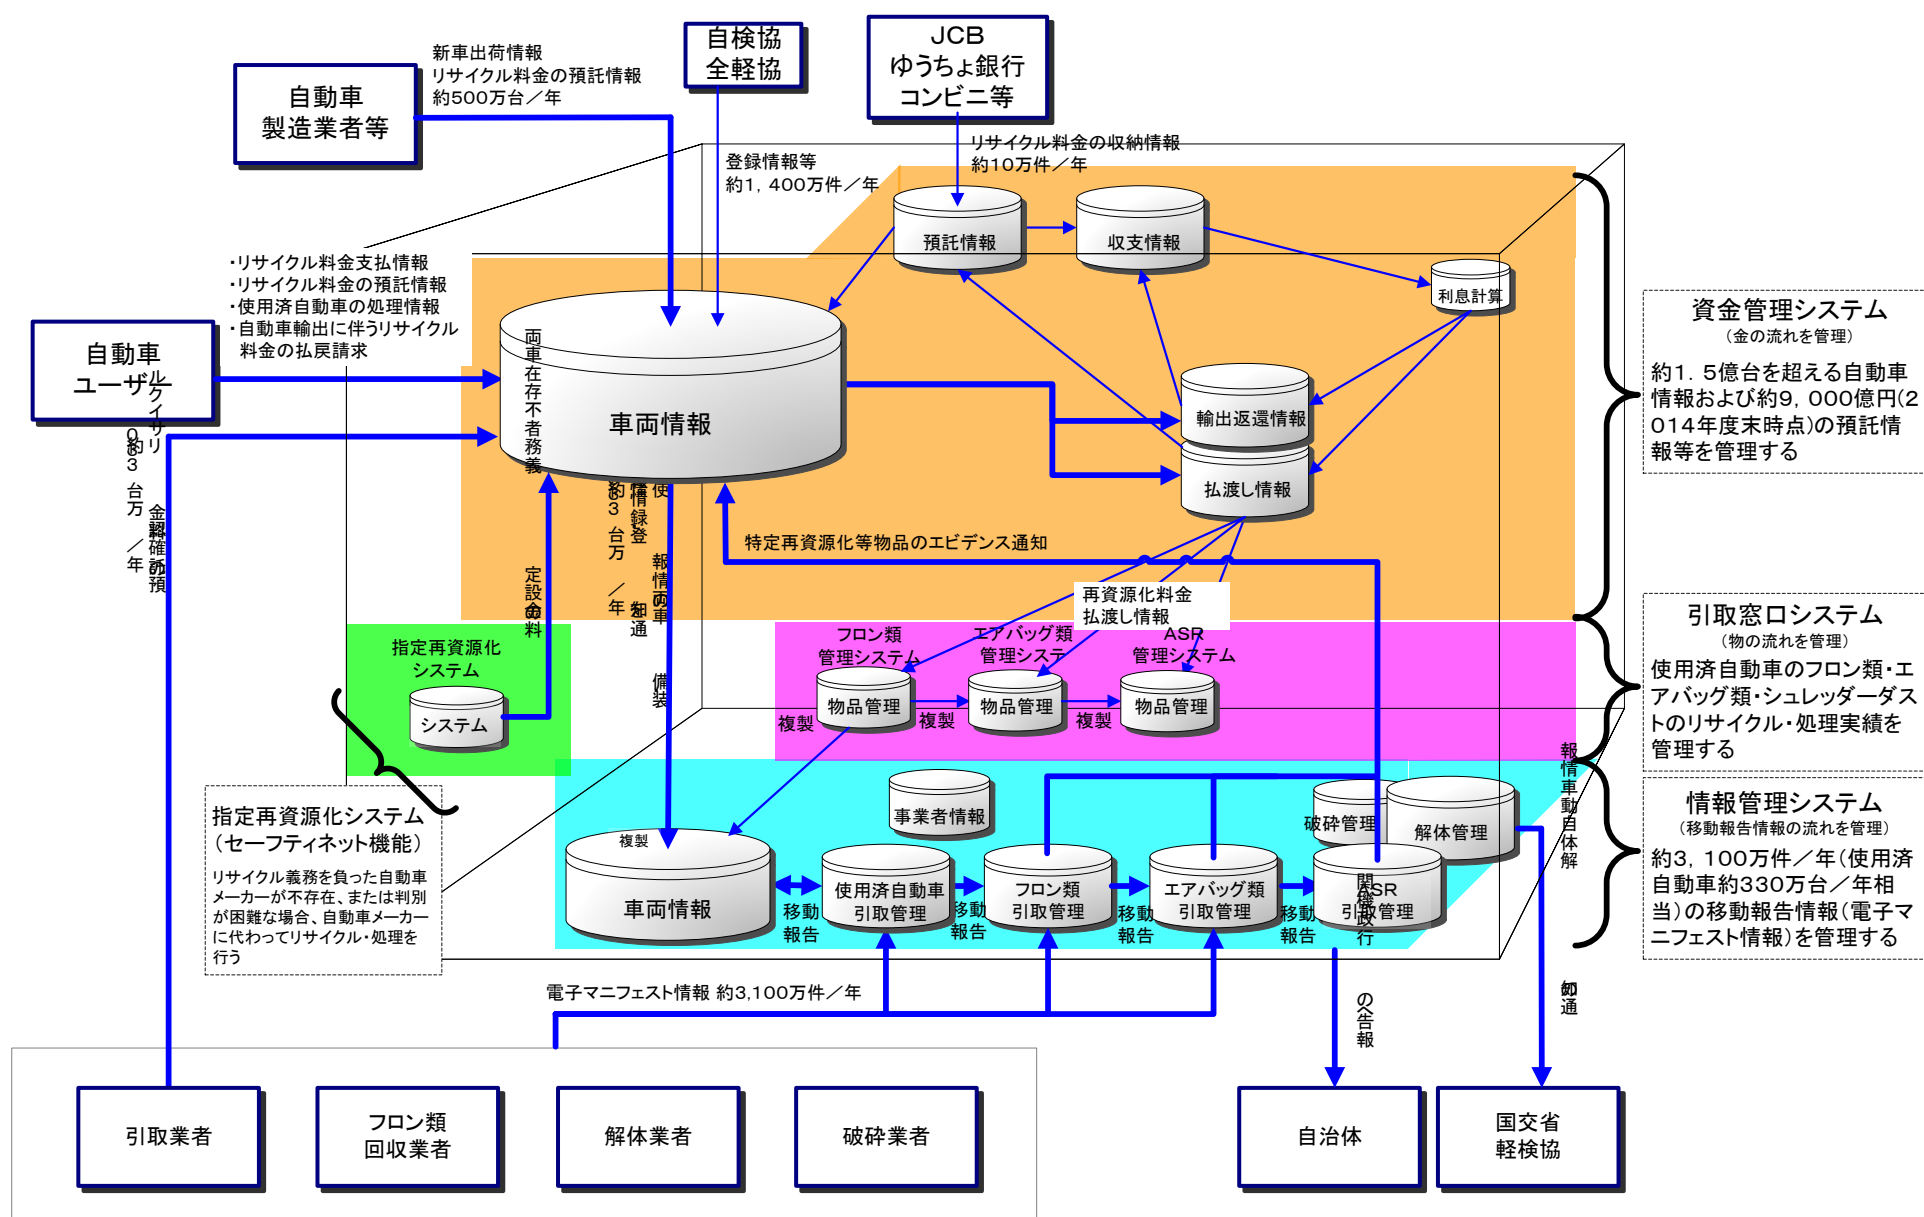 自動車
製造業者等
新車出荷情報
リサイクル料金の預託情報
約500万台／年
自検協
全軽協
JCB
ゆうちょ銀行
コンビニ等
登録情報等
約1，400万件／年
リサイクル料金の収納情報
約10万件／年
預託情報
収支情報
利息計算
・リサイクル料金支払情報
・リサイクル料金の預託情報
・使用済自動車の処理情報
・自動車輸出に伴うリサイクル
料金の払戻請求
自動車
ユーザー
車両情報
輸出返還情報
払渡し情報
特定再資源化等物品のエビデンス通知
再資源化料金
払渡し情報
資金管理システム
（金の流れを管理）
約1．5億台を超える自動車
情報および約9，000億円（2
014年度末時点）の預託情
報等を管理する
引取窓口システム
（物の流れを管理）
使用済自動車のフロン類・エ
アバッグ類・シュレッダーダス
トのリサイクル・処理実績を
管理する
情報管理システム
（移動報告情報の流れを管理）
約3，100万件／年（使用済
自動車約330万台／年相
当）の移動報告情報（電子マ
ニフェスト情報）を管理する
指定再資源化
システム
システム
フロン類
管理システム
エアバッグ類
管理システ
ASR
管理システム
物品管理
物品管理
物品管理
複製
複製
複製
指定再資源化システム
（セーフティネット機能）
リサイクル義務を負った自動車
メーカーが不存在、または判別
が困難な場合、自動車メーカー
に代わってリサイクル・処理を
行う
事業者情報
破砕管理
解体管理
複製
車両情報
使用済自動車
引取管理
フロン類
引取管理
エアバッグ類
引取管理
ASR
引取管理
移動
報告
移動
報告
移動
報告
移動
報告
電子マニフェスト情報 約3,100万件／年
引取業者
フロン類
回収業者
解体業者
破砕業者
自治体
国交省
軽検協